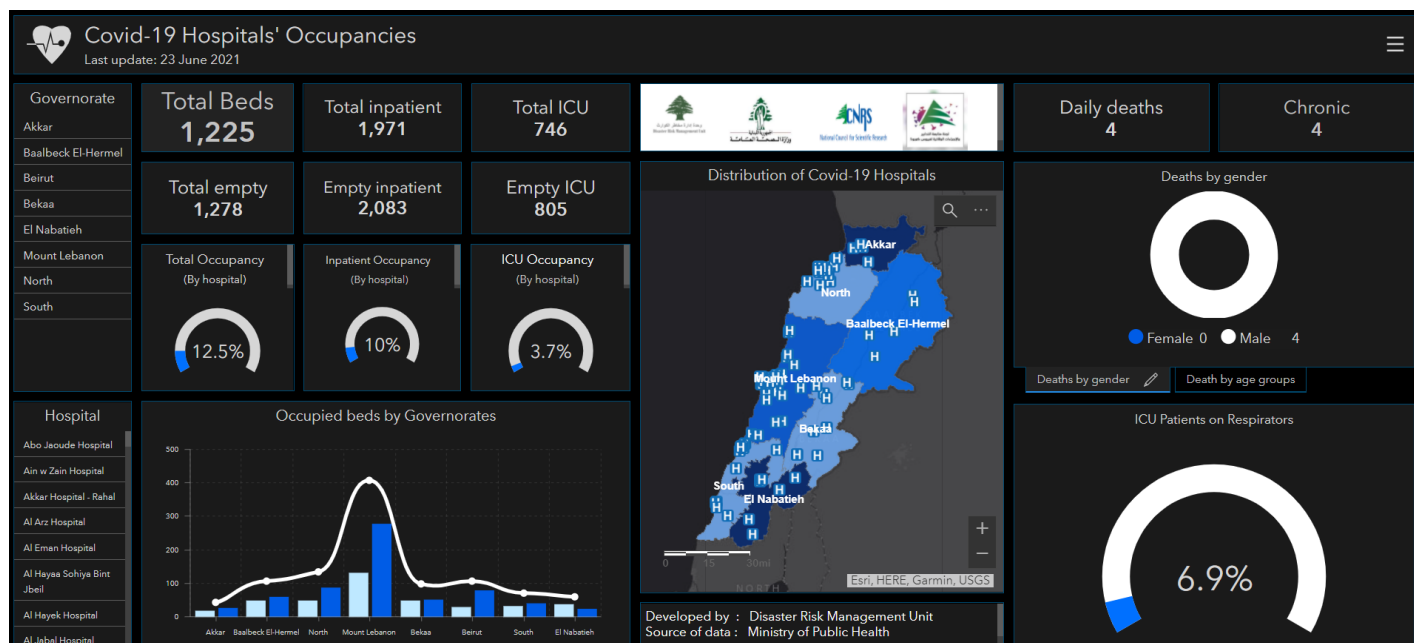 Covid-19 Hospitals' Occupancies
Last update: 23 June 2021
Governorate
Akkar
Baalbeck El-Hermel
Beirut
Bekaa
El Nabatieh
Mount Lebanon
North
South
Total Beds
1,225
Total inpatient
1,971
Total ICU
746
Total empty
1,278
Empty inpatient
2,083
Empty ICU
805
Total Occupancy
(By hospital)
12.5%
Inpatient Occupancy
(By hospital)
10%
ICU Occupancy
(By hospital)
3.7%
CNRS
National Council for Scientific Research
Daily deaths
4
Chronic
4
Distribution of Covid-19 Hospitals
Akkar
North
Baalbeck El-Hermel
Mount Lebanon
Bekaa
South
El Nabatieh
0 15 30mi
NORTH
Esri, HERE, Garmin, USGS
Deaths by gender
Female 0 Male 4
Deaths by gender
Death by age groups
Hospital
Abo Jaoude Hospital
Ain w Zain Hospital
Akkar Hospital - Rahal
Al Arz Hospital
Al Eman Hospital
Al Hayaa Sohiya Bint
Jbeil
Al Hayek Hospital
Al Jabal Hospital
Occupied beds by Governorates
500
400
300
200
100
0
Akkar Baalbeck El-Hermel North Mount Lebanon Bekaa Beirut South El Nabatieh
Developed by : Disaster Risk Management Unit
Source of data : Ministry of Public Health
ICU Patients on Respirators
6.9%